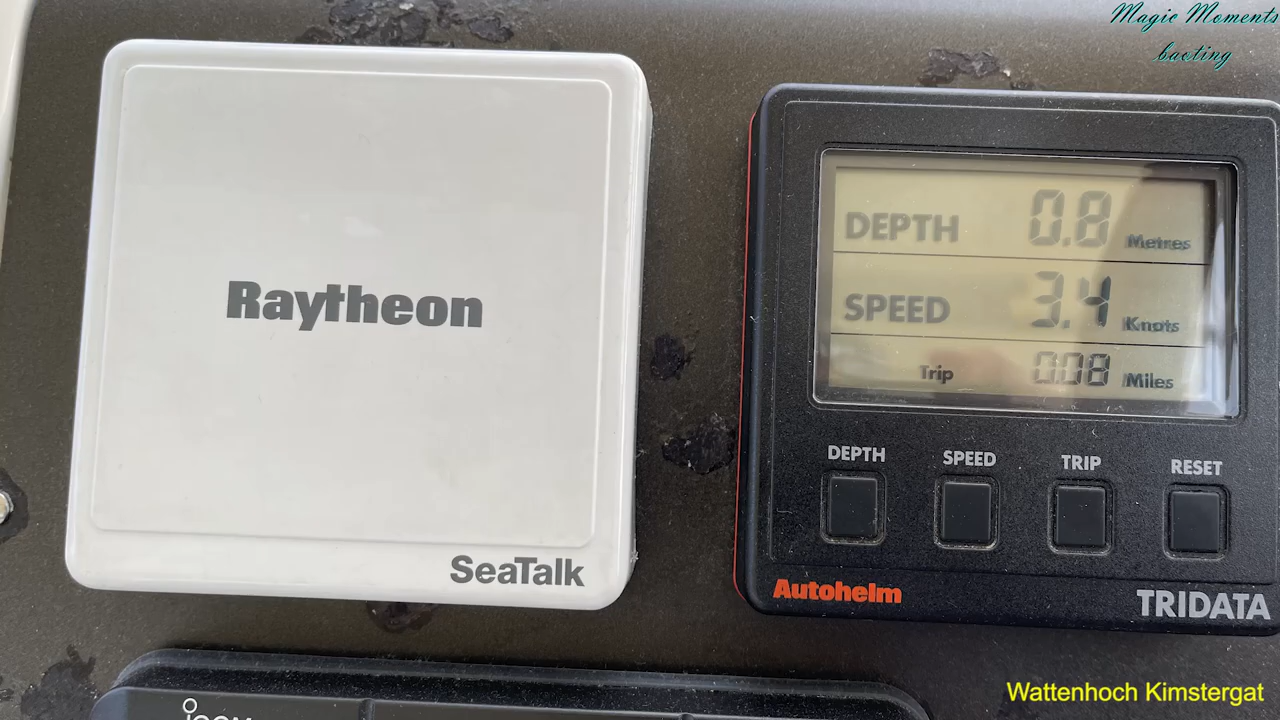 Magic Moments
baoting
Raytheon
SeaTalk
DEPTH 0.8 Metres
SPEED 3.4 Knots
Trip 0.08 Miles
DEPTH SPEED TRIP RESET
Autohelm TRIDATA
Wattenhoch Kimstergat